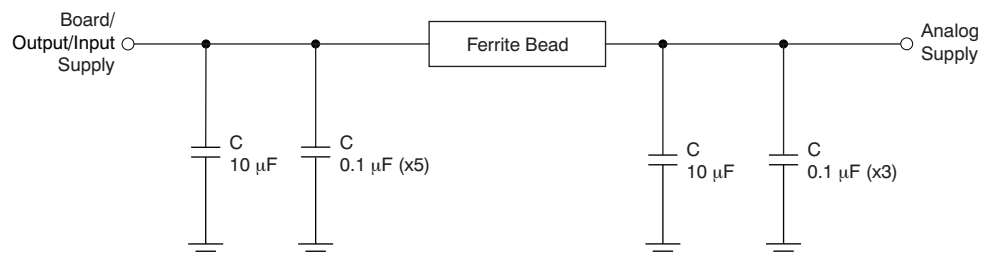 Board/
Output/Input
Supply
Ferrite Bead
Analog
Supply
C
10 μF
C
0.1 μF (x5)
C
10 μF
C
0.1 μF (x3)